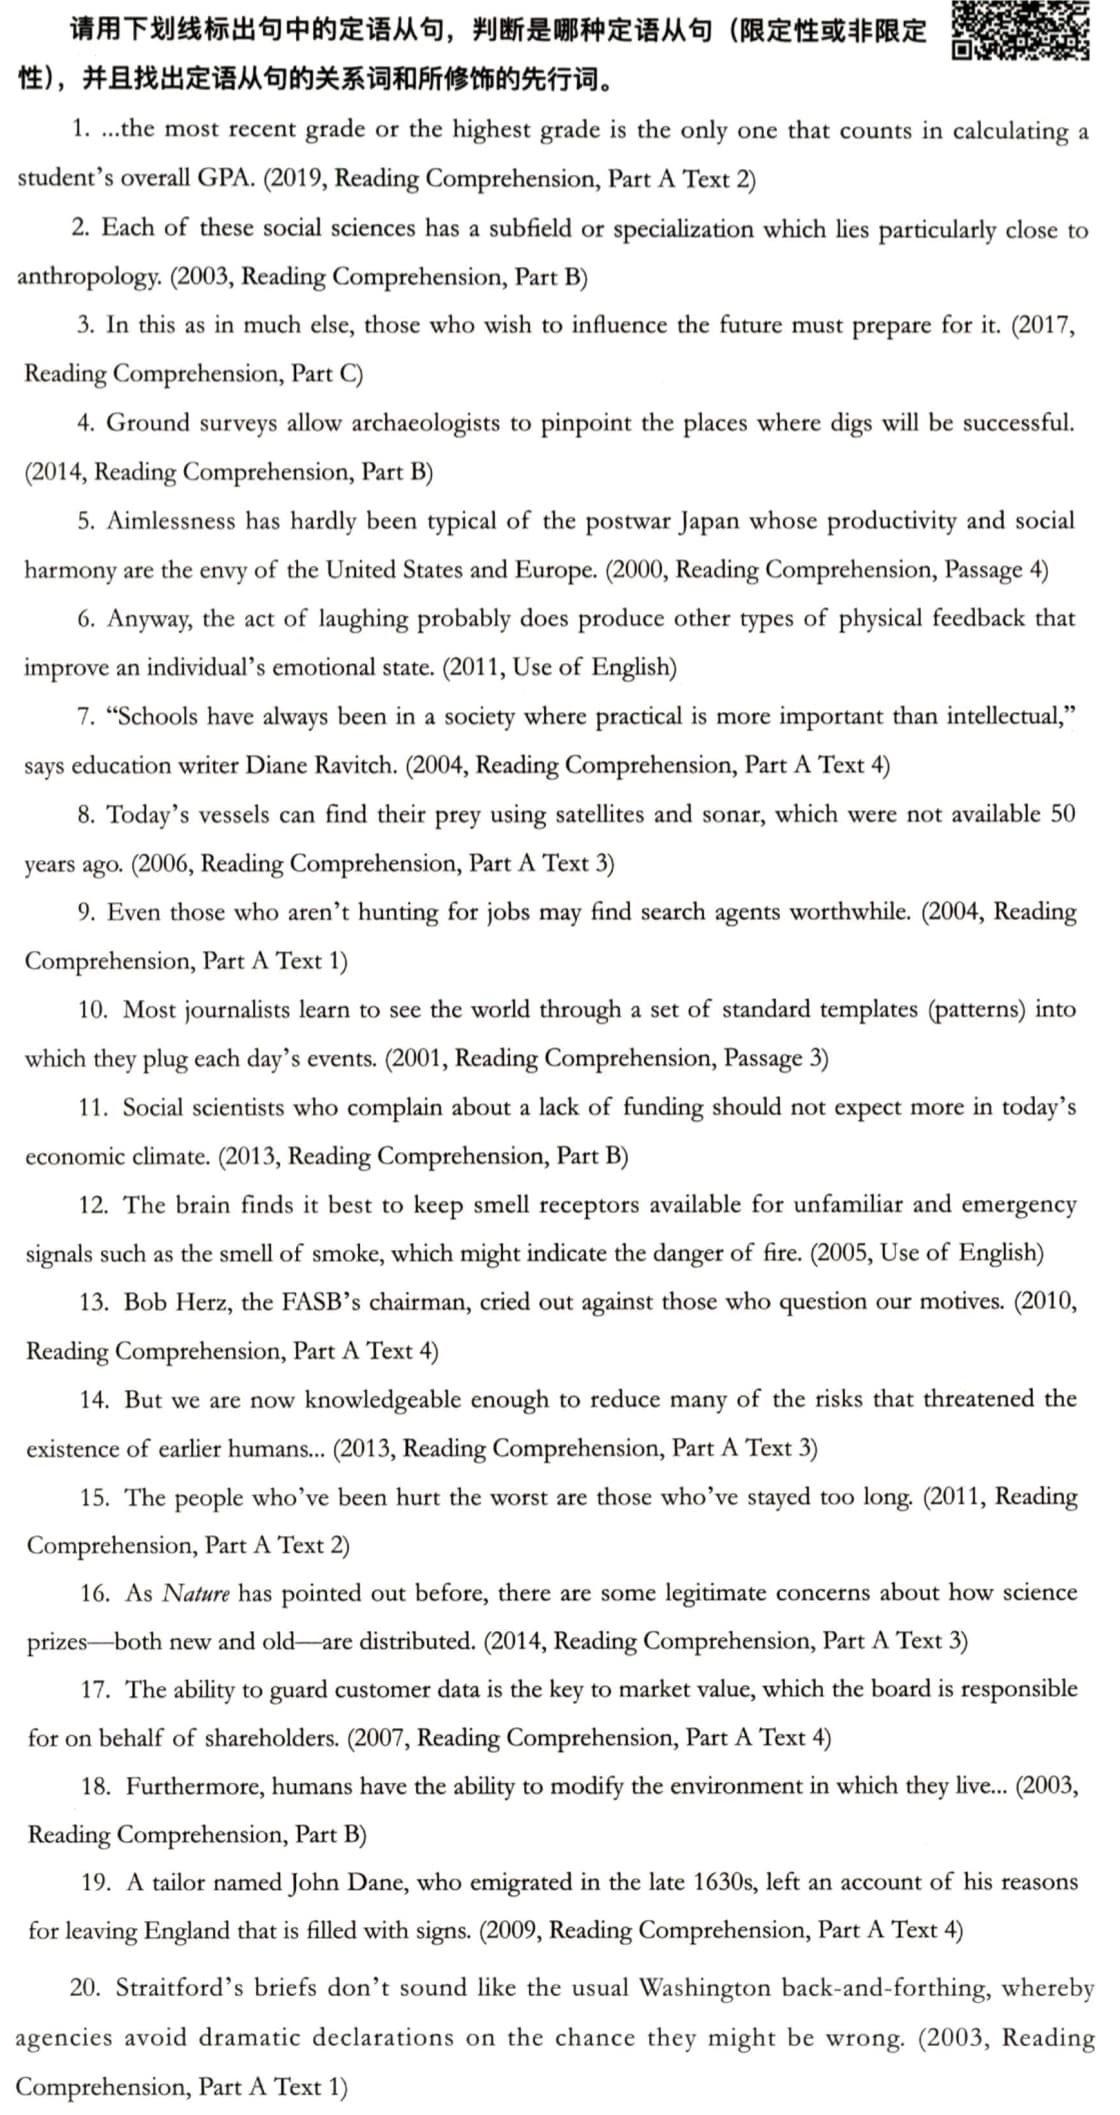 请用下划线标出句中的定语从句，判断是哪种定语从句（限定性或非限定
性），并且找出定语从句的关系词和所修饰的先行词。
1. ...the most recent grade or the highest grade is the only one that counts in calculating a
student’s overall GPA. (2019, Reading Comprehension, Part A Text 2)
2. Each of these social sciences has a subfield or specialization which lies particularly close to
anthropology. (2003, Reading Comprehension, Part B)
3. In this as in much else, those who wish to influence the future must prepare for it. (2017,
Reading Comprehension, Part C)
4. Ground surveys allow archaeologists to pinpoint the places where digs will be successful.
(2014, Reading Comprehension, Part B)
5. Aimlessness has hardly been typical of the postwar Japan whose productivity and social
harmony are the envy of the United States and Europe. (2000, Reading Comprehension, Passage 4)
6. Anyway, the act of laughing probably does produce other types of physical feedback that
improve an individual’s emotional state. (2011, Use of English)
7. “Schools have always been in a society where practical is more important than intellectual,”
says education writer Diane Ravitch. (2004, Reading Comprehension, Part A Text 4)
8. Today’s vessels can find their prey using satellites and sonar, which were not available 50
years ago. (2006, Reading Comprehension, Part A Text 3)
9. Even those who aren’t hunting for jobs may find search agents worthwhile. (2004, Reading
Comprehension, Part A Text 1)
10. Most journalists learn to see the world through a set of standard templates (patterns) into
which they plug each day’s events. (2001, Reading Comprehension, Passage 3)
11. Social scientists who complain about a lack of funding should not expect more in today’s
economic climate. (2013, Reading Comprehension, Part B)
12. The brain finds it best to keep smell receptors available for unfamiliar and emergency
signals such as the smell of smoke, which might indicate the danger of fire. (2005, Use of English)
13. Bob Herz, the FASB’s chairman, cried out against those who question our motives. (2010,
Reading Comprehension, Part A Text 4)
14. But we are now knowledgeable enough to reduce many of the risks that threatened the
existence of earlier humans... (2013, Reading Comprehension, Part A Text 3)
15. The people who’ve been hurt the worst are those who’ve stayed too long. (2011, Reading
Comprehension, Part A Text 2)
16. As Nature has pointed out before, there are some legitimate concerns about how science
prizes—both new and old—are distributed. (2014, Reading Comprehension, Part A Text 3)
17. The ability to guard customer data is the key to market value, which the board is responsible
for on behalf of shareholders. (2007, Reading Comprehension, Part A Text 4)
18. Furthermore, humans have the ability to modify the environment in which they live... (2003,
Reading Comprehension, Part B)
19. A tailor named John Dane, who emigrated in the late 1630s, left an account of his reasons
for leaving England that is filled with signs. (2009, Reading Comprehension, Part A Text 4)
20. Straitford’s briefs don’t sound like the usual Washington back-and-forthing, whereby
agencies avoid dramatic declarations on the chance they might be wrong. (2003, Reading
Comprehension, Part A Text 1)